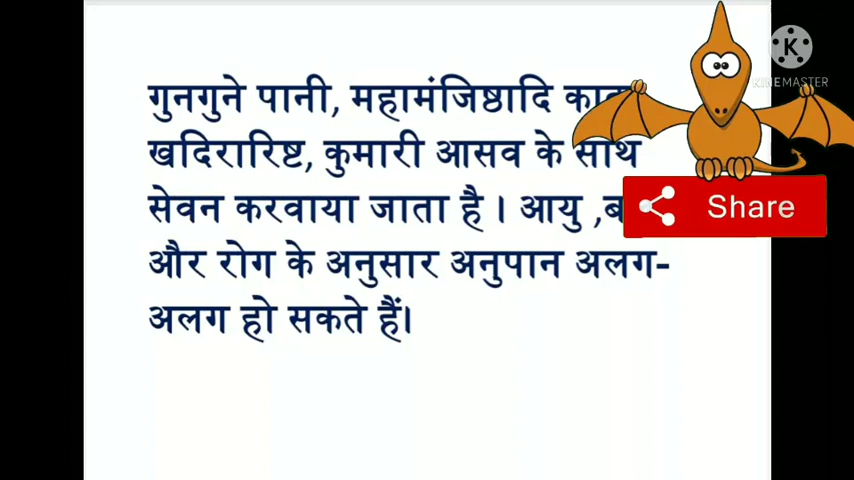 गुनगुने पानी, महामंजिष्ठादि
खदिरारिष्ट, कुमारी आसव के साथ
सेवन करवाया जाता है । आयु ,
और रोग के अनुसार अनुपान अलग-
अलग हो सकते हैं।
K
KINEMASTER
Share